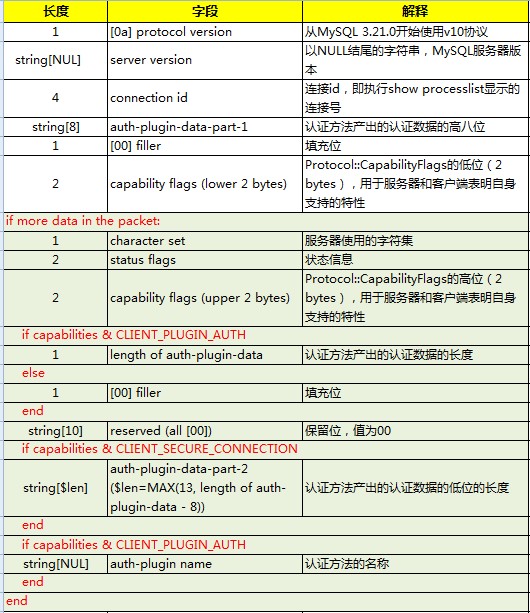 长度 字段 解释
1 [0a] protocol version 从MySQL 3.21.0开始使用v10协议
string[NUL] server version 以NULL结尾的字符串，MySQL服务器版
本
4 connection id 连接id，即执行show processlist显示的
连接号
string[8] auth-plugin-data-part-1 认证方法产出的认证数据的高八位
1 [00] filler 填充位
2 capability flags (lower 2 bytes) Protocol::CapabilityFlags的低位（2
bytes），用于服务器和客户端表明自身
支持的特性
if more data in the packet:
1 character set 服务器使用的字符集
2 status flags 状态信息
2 capability flags (upper 2 bytes) Protocol::CapabilityFlags的高位（2
bytes），用于服务器和客户端表明自身
支持的特性
if capabilities & CLIENT_PLUGIN_AUTH
1 length of auth-plugin-data 认证方法产出的认证数据的长度
else
1 [00] filler 填充位
end
string[10] reserved (all [00]) 保留位，值为00
if capabilities & CLIENT_SECURE_CONNECTION
string[$len] auth-plugin-data-part-2
($len=MAX(13, length of auth-
plugin-data - 8)) 认证方法产出的认证数据的低位的长度
end
if capabilities & CLIENT_PLUGIN_AUTH
string[NUL] auth-plugin name 认证方法的名称
end
end